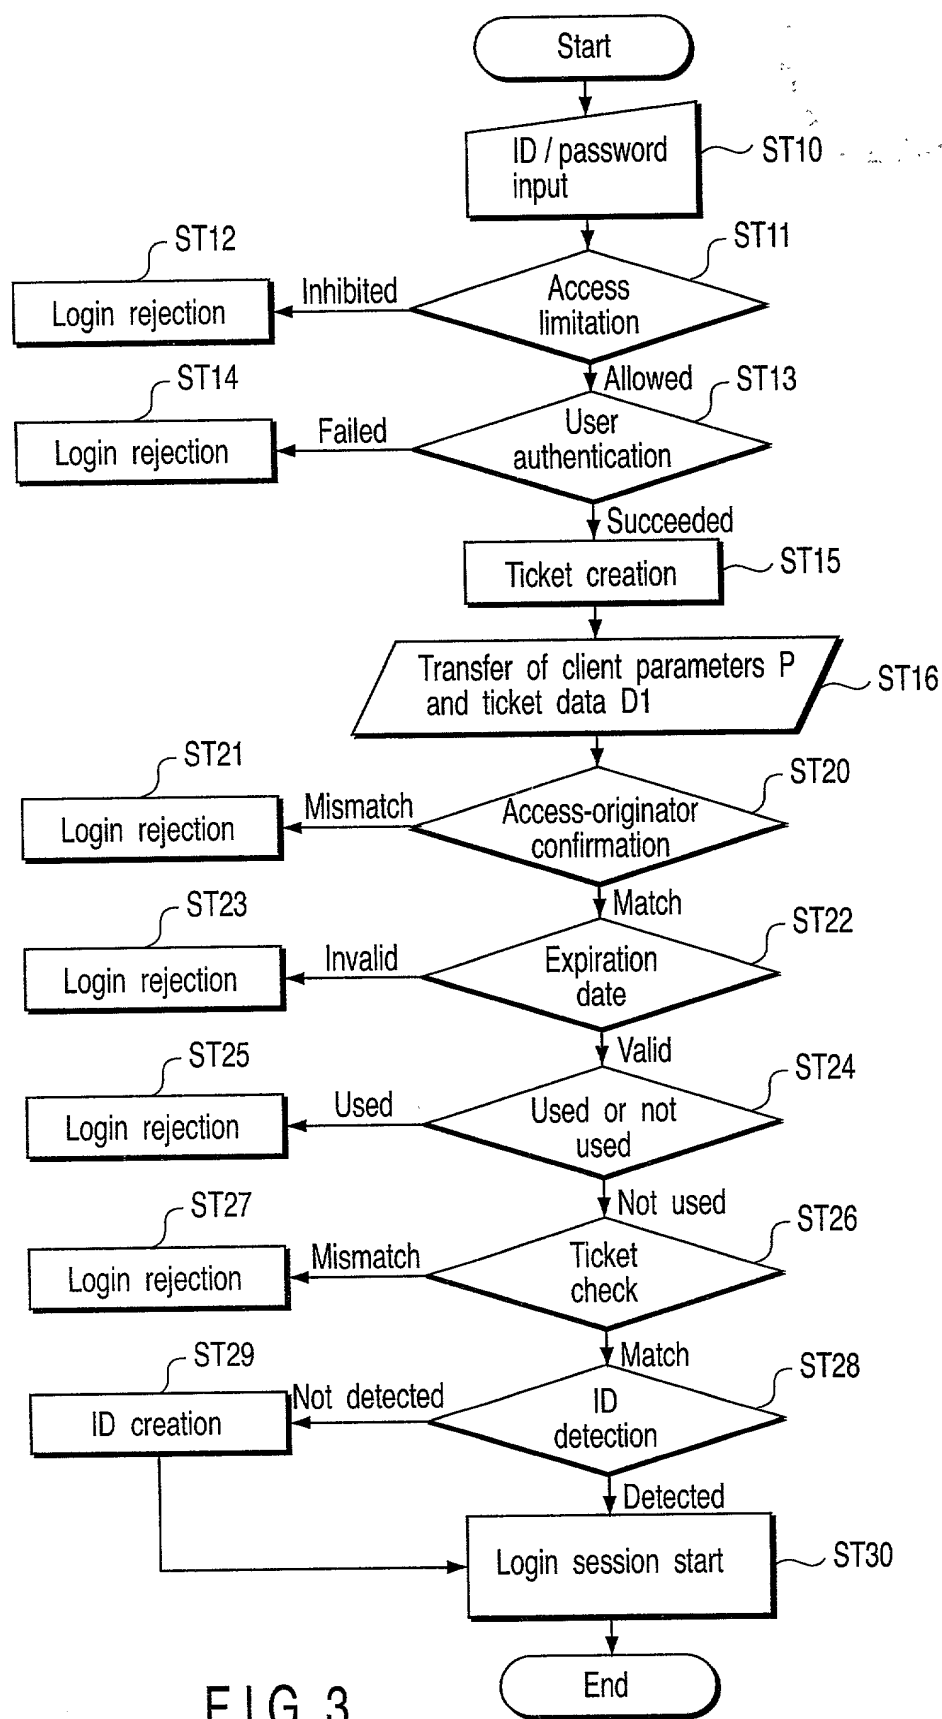 Start
ID / password
input
ST10
ST11
Access
limitation
Inhibited
ST12
Login rejection
Allowed
ST13
User
authentication
Failed
ST14
Login rejection
Succeeded
Ticket creation
ST15
Transfer of client parameters P
and ticket data D1
ST16
ST20
Access-originator
confirmation
Mismatch
ST21
Login rejection
Match
ST22
Expiration
date
Invalid
ST23
Login rejection
Valid
ST24
Used or not
used
Used
ST25
Login rejection
Not used
ST26
Ticket
check
Mismatch
ST27
Login rejection
Match
ST28
ID
detection
Not detected
ST29
ID creation
Detected
Login session start
ST30
End
FIG. 3